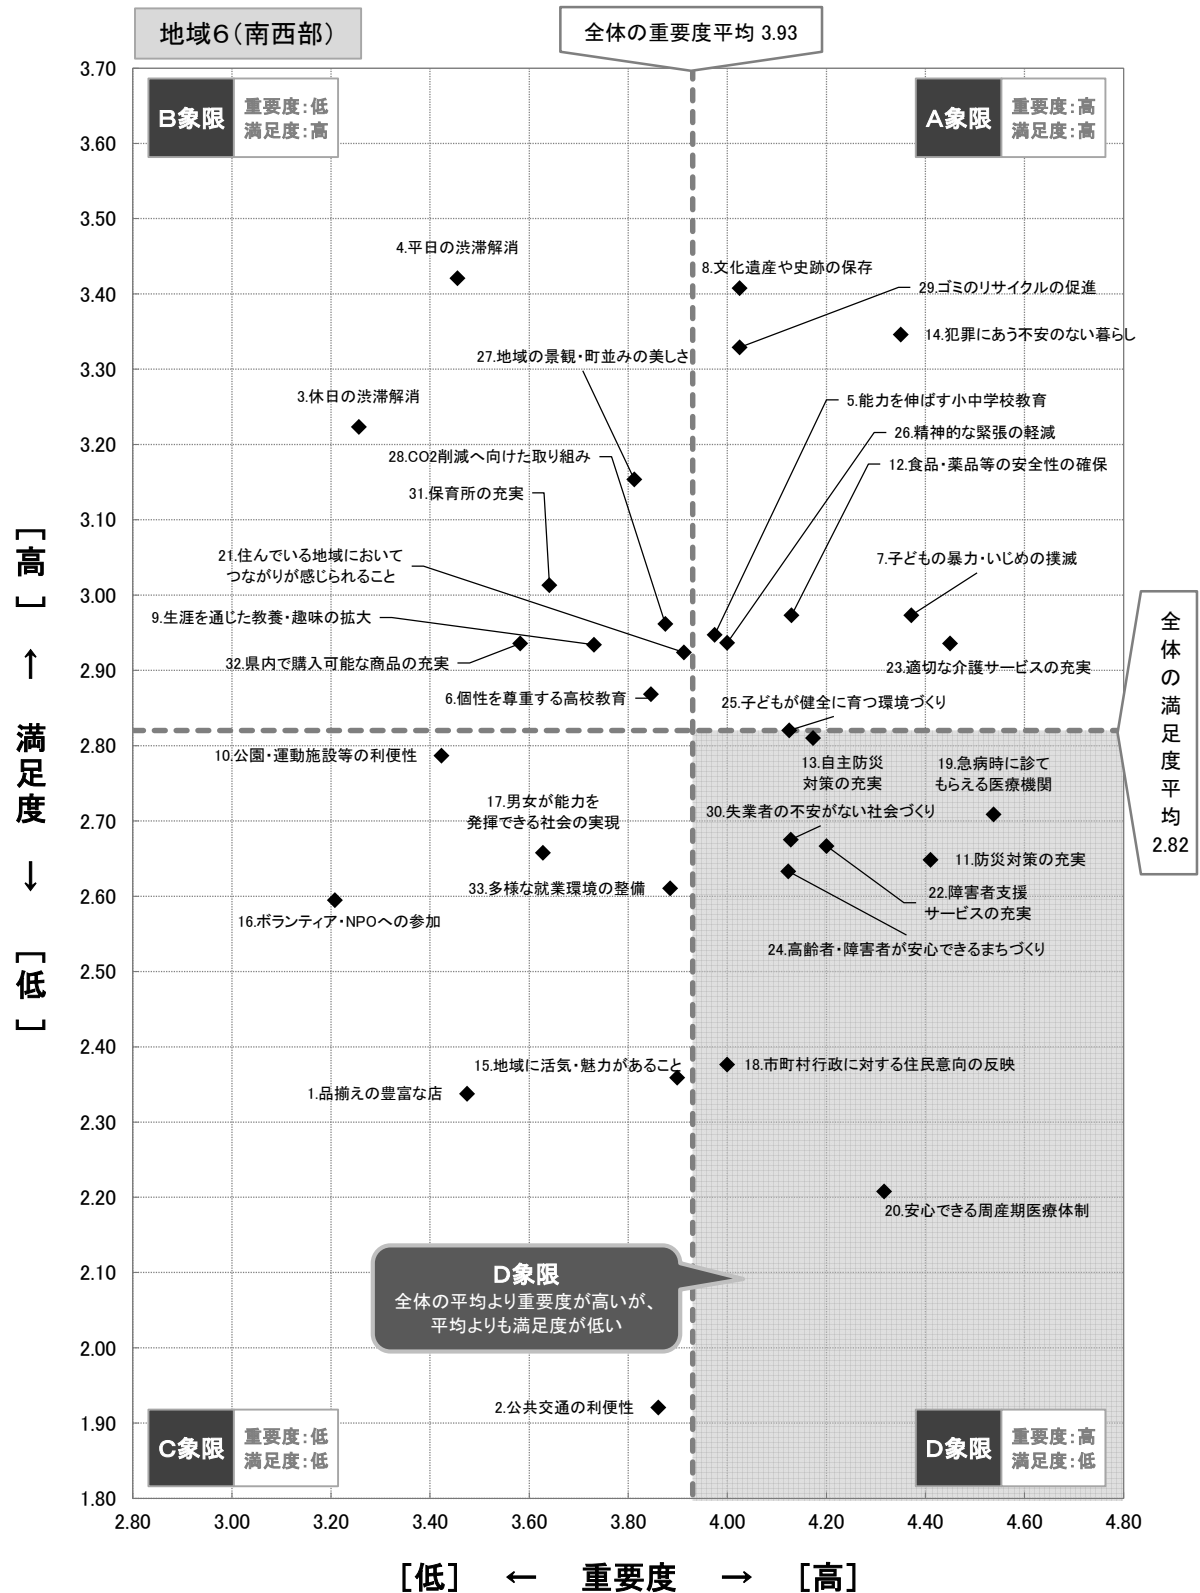 地域6(南西部)
全体の重要度平均 3.93
3.70
3.60
3.50
3.40
3.30
3.20
3.10
3.00
2.90
2.80
2.70
2.60
2.50
2.40
2.30
2.20
2.10
2.00
1.90
1.80
B象限
重要度:低
満足度:高
A象限
重要度:高
満足度:高
4.平日の渋滞解消
8.文化遺産や史跡の保存
29.ゴミのリサイクルの促進
14.犯罪にあう不安のない暮らし
27.地域の景観・町並みの美しさ
3.休日の渋滞解消
5.能力を伸ばす小中学校教育
26.精神的な緊張の軽減
28.CO2削減へ向けた取り組み
12.食品・薬品等の安全性の確保
31.保育所の充実
21.住んでいる地域において
つながりが感じられること
7.子どもの暴力・いじめの撲滅
9.生涯を通じた教養・趣味の拡大
32.県内で購入可能な商品の充実
23.適切な介護サービスの充実
6.個性を尊重する高校教育
25.子どもが健全に育つ環境づくり
10.公園・運動施設等の利便性
13.自主防災
対策の充実
19.急病時に診て
もらえる医療機関
17.男女が能力を
発揮できる社会の実現
30.失業者の不安がない社会づくり
11.防災対策の充実
33.多様な就業環境の整備
22.障害者支援
サービスの充実
16.ボランティア・NPOへの参加
24.高齢者・障害者が安心できるまちづくり
15.地域に活気・魅力があること
18.市町村行政に対する住民意向の反映
1.品揃えの豊富な店
20.安心できる周産期医療体制
D象限
全体の平均より重要度が高いが、
平均よりも満足度が低い
2.公共交通の利便性
C象限
重要度:低
満足度:低
D象限
重要度:高
満足度:低
全体の満足度平均
2.82
[高] ↑ 満足度 ↓ [低]
2.80 3.00 3.20 3.40 3.60 3.80 4.00 4.20 4.40 4.60 4.80
[低] ← 重要度 → [高]